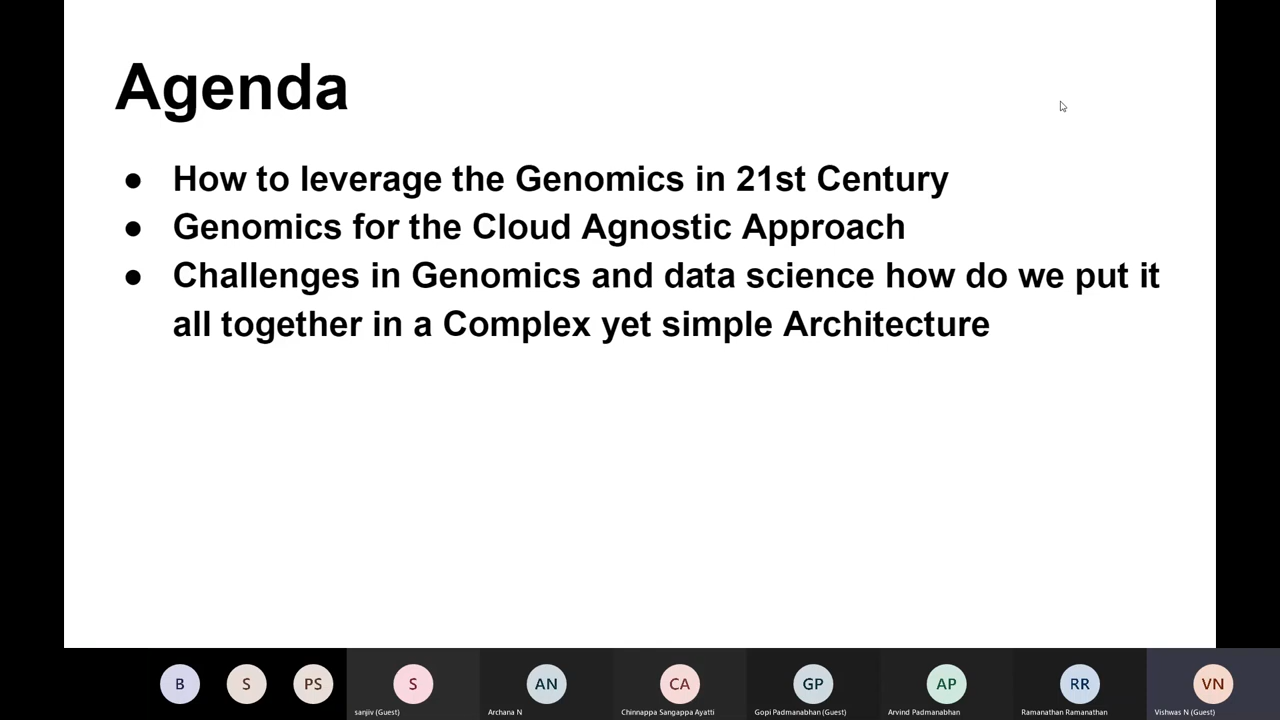 Agenda
● How to leverage the Genomics in 21st Century
● Genomics for the Cloud Agnostic Approach
● Challenges in Genomics and data science how do we put it
all together in a Complex yet simple Architecture
B
S
PS
S
AN
CA
GP
AP
RR
VN
sanjiv (Guest)
Archana N
Chinnappa Sangappa Ayatti
Gopi Padmanabhan (Guest)
Arvind Padmanabhan
Ramanathan Ramanathan
Vishwas N (Guest)